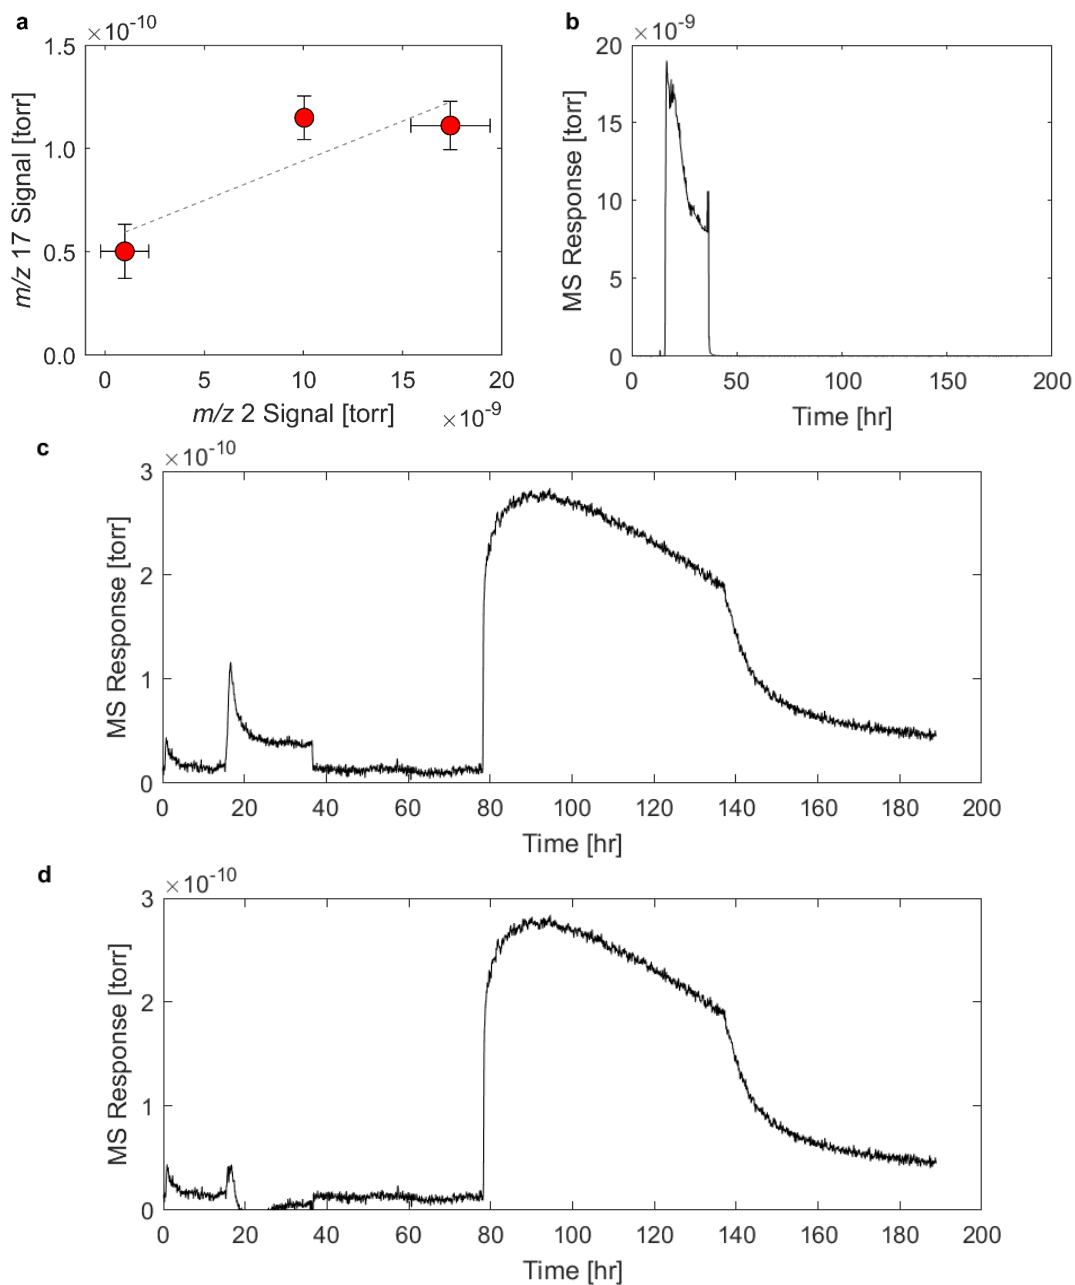 a
×10⁻¹⁰
1.5
1.0
0.5
0.0
m/z 17 Signal [torr]
0 5 10 15 20
m/z 2 Signal [torr]
×10⁻⁹
b
×10⁻⁹
20
15
10
5
0
MS Response [torr]
0 50 100 150 200
Time [hr]
c
×10⁻¹⁰
3
2
1
0
MS Response [torr]
0 20 40 60 80 100 120 140 160 180 200
Time [hr]
d
×10⁻¹⁰
3
2
1
0
MS Response [torr]
0 20 40 60 80 100 120 140 160 180 200
Time [hr]